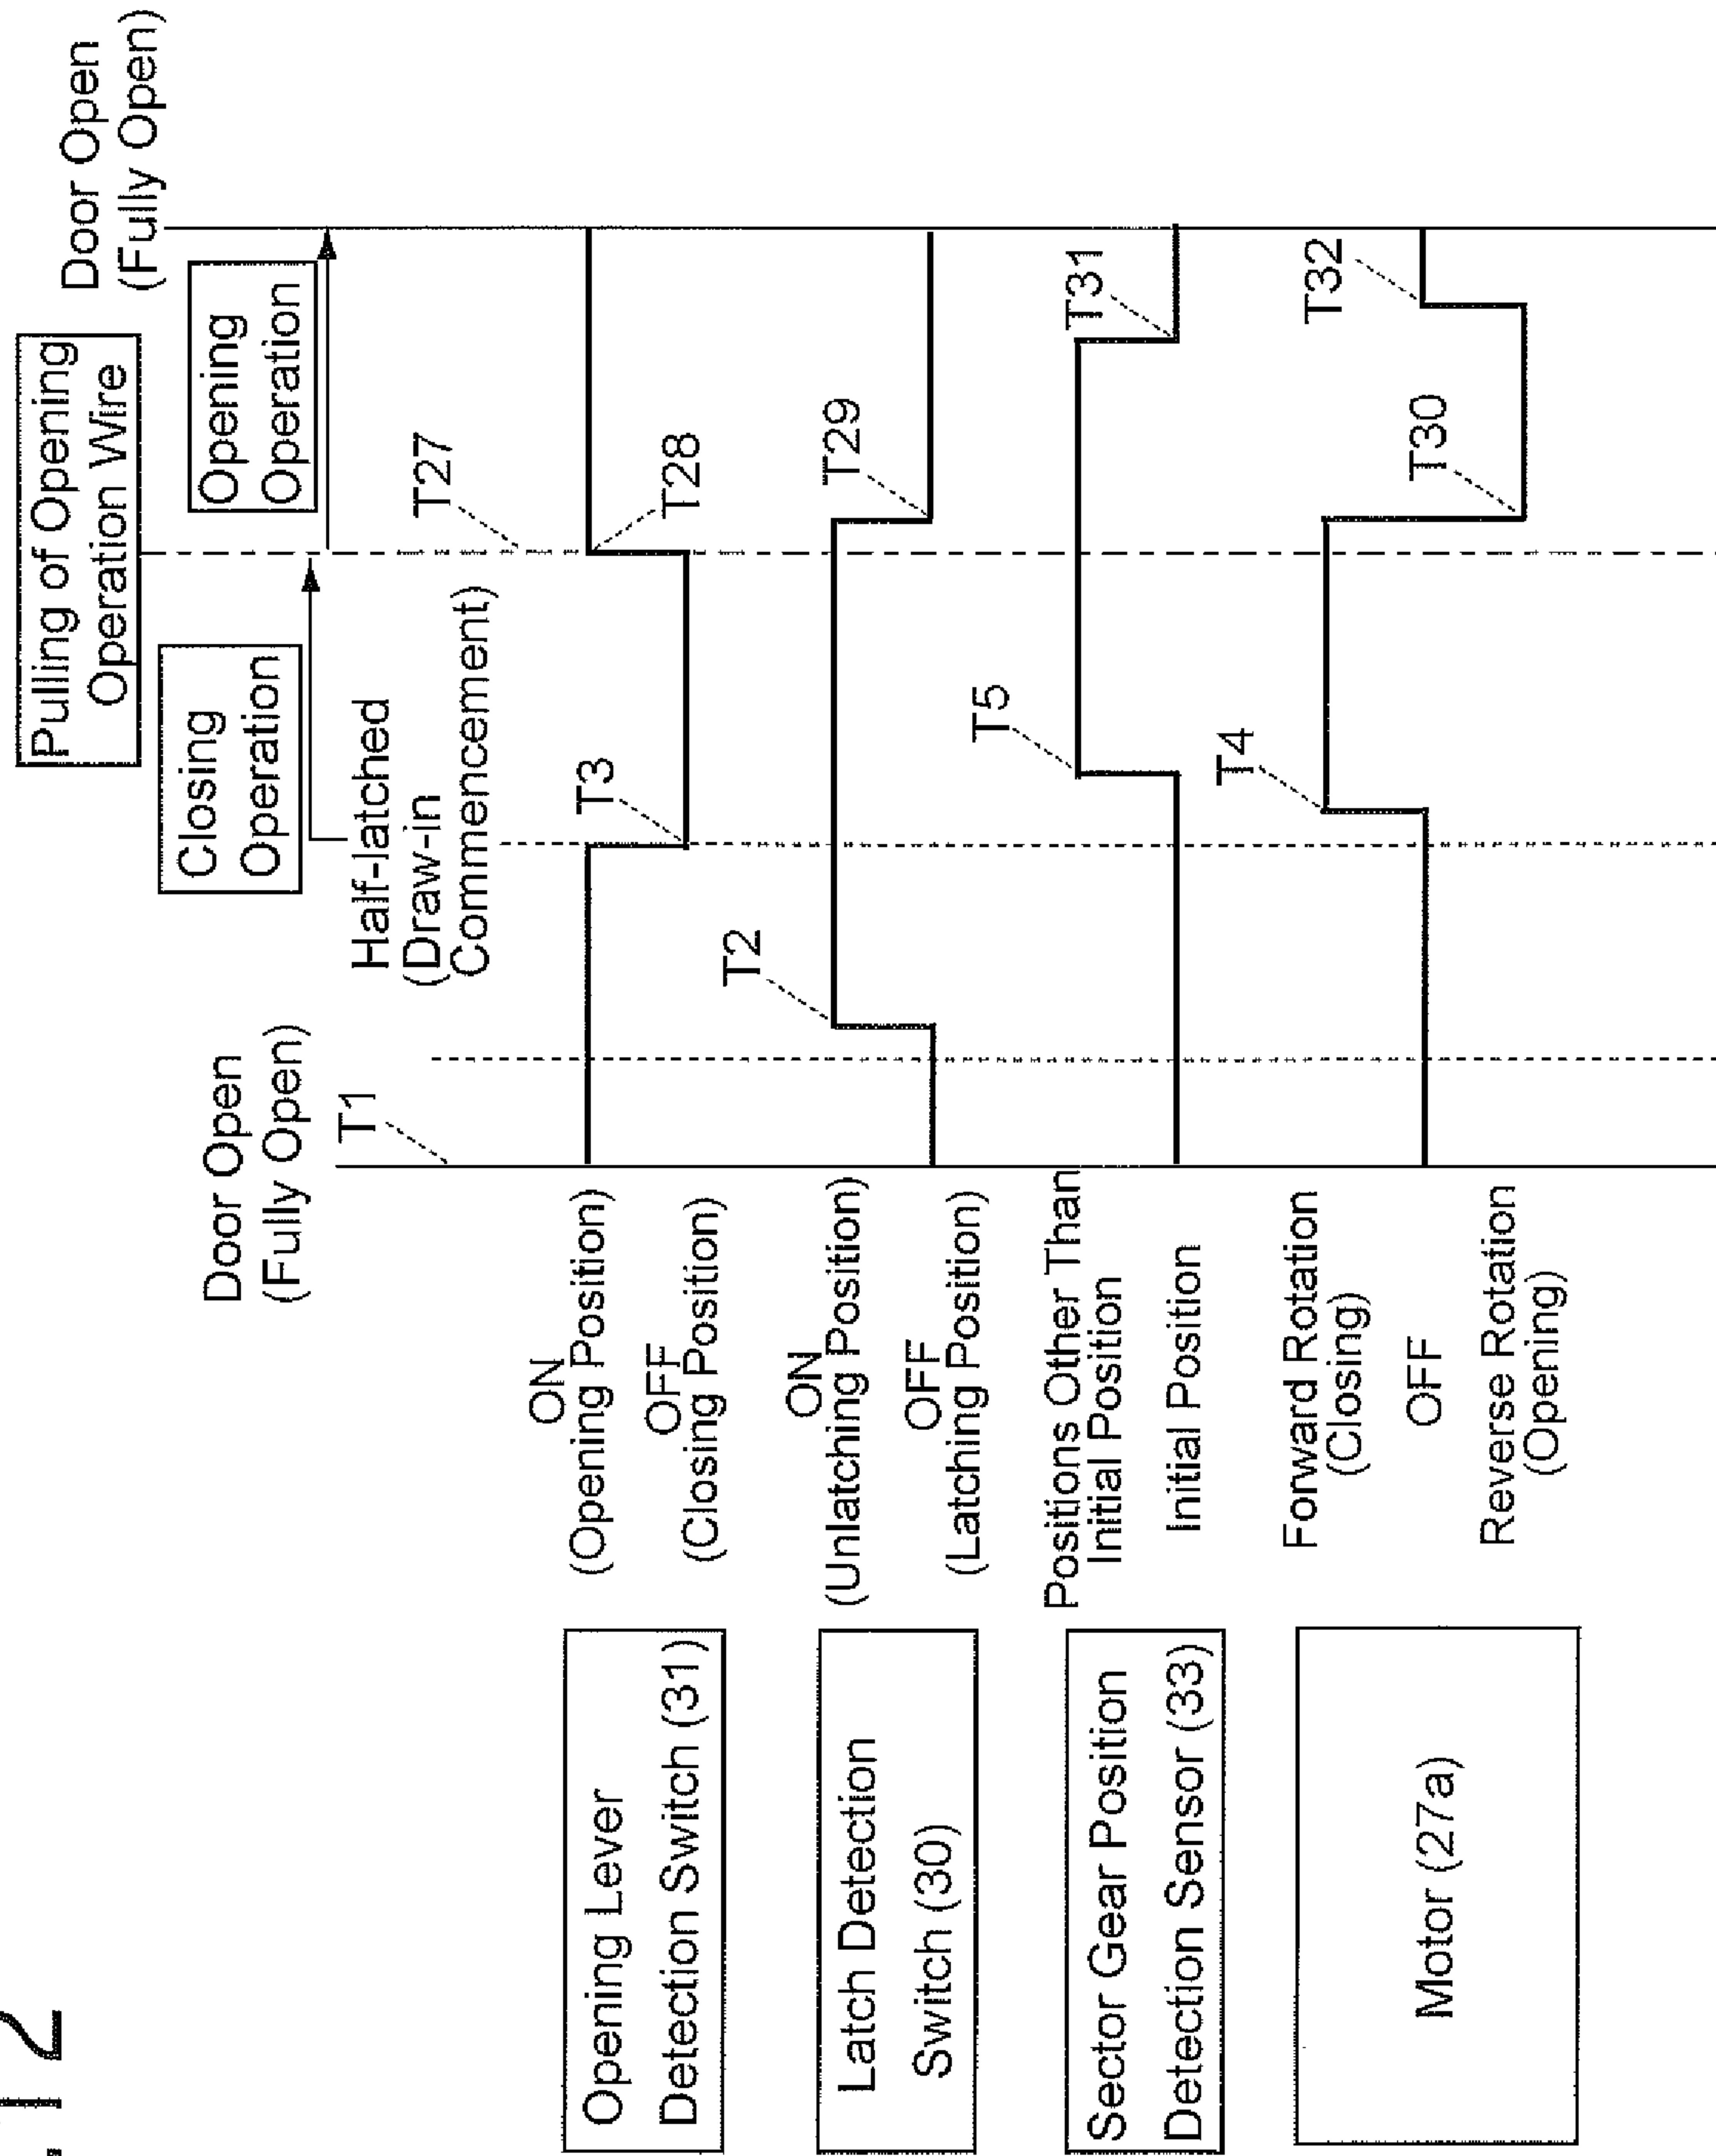 12
Pulling of Opening
Operation Wire
Door Open
(Fully Open)
Closing
Operation
Opening
Operation
Door Open
(Fully Open)
Half-latched
(Draw-in
Commencement)
T1
T27
Opening Lever
Detection Switch (31)
ON
(Opening Position)
OFF
(Closing Position)
T3
T28
Latch Detection
Switch (30)
ON
(Unlatching Position)
OFF
(Latching Position)
T2
T29
Sector Gear Position
Detection Sensor (33)
Positions Other Than
Initial Position
Initial Position
T5
T31
Motor (27a)
Forward Rotation
(Closing)
OFF
Reverse Rotation
(Opening)
T4
T30
T32